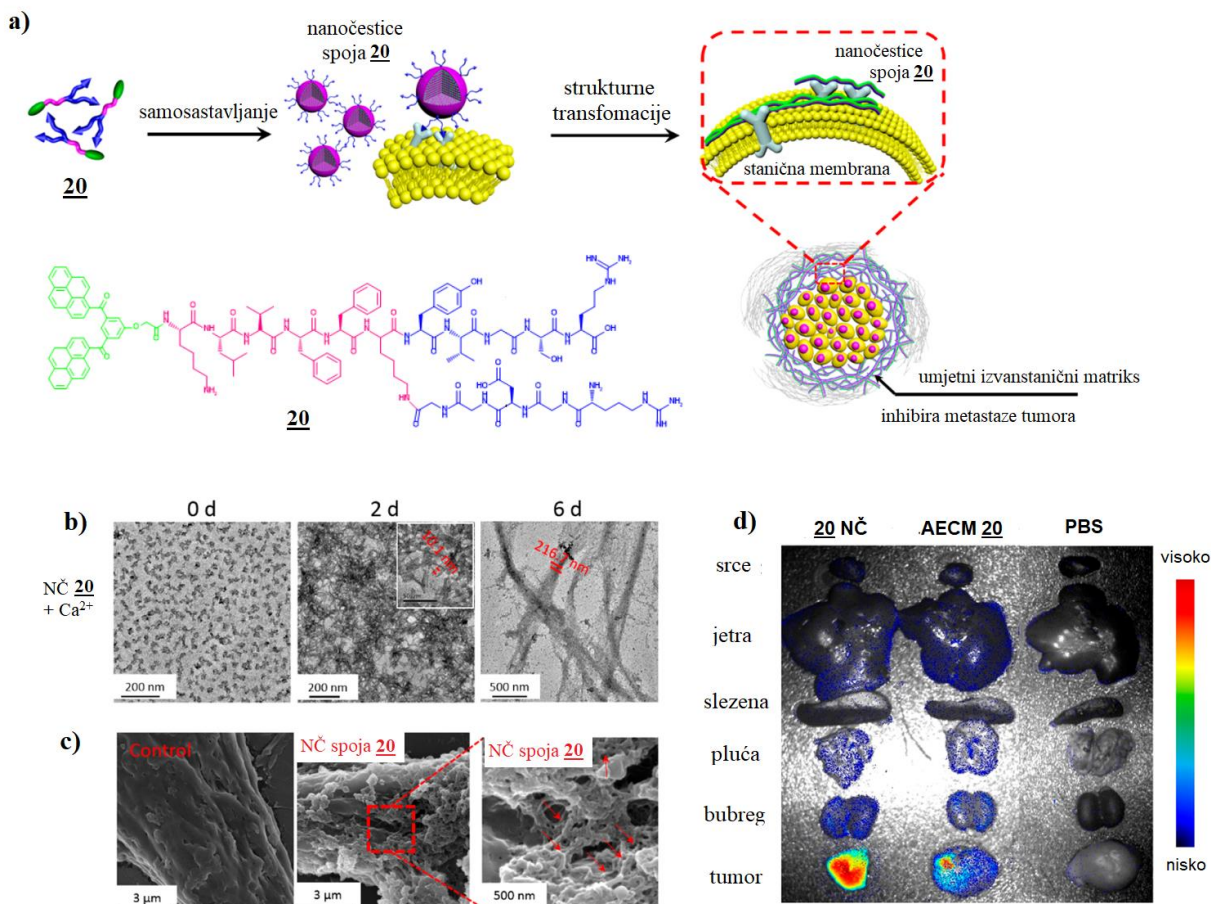 a)
nanočestice
spoja 20
samosastavljanje
20
strukturne
transfomacije
nanočestice
spoja 20
stanična membrana
umjetni izvanstanični matriks
inhibira metastaze tumora
20
b)
0 d
2 d
6 d
NČ 20
+ Ca²⁺
216.2 nm
200 nm
200 nm
500 nm
c)
Control
NČ spoja 20
NČ spoja 20
3 μm
3 μm
500 nm
d)
20 NČ
AECM 20
PBS
srce
jetra
slezena
pluća
bubreg
tumor
visoko
nisko